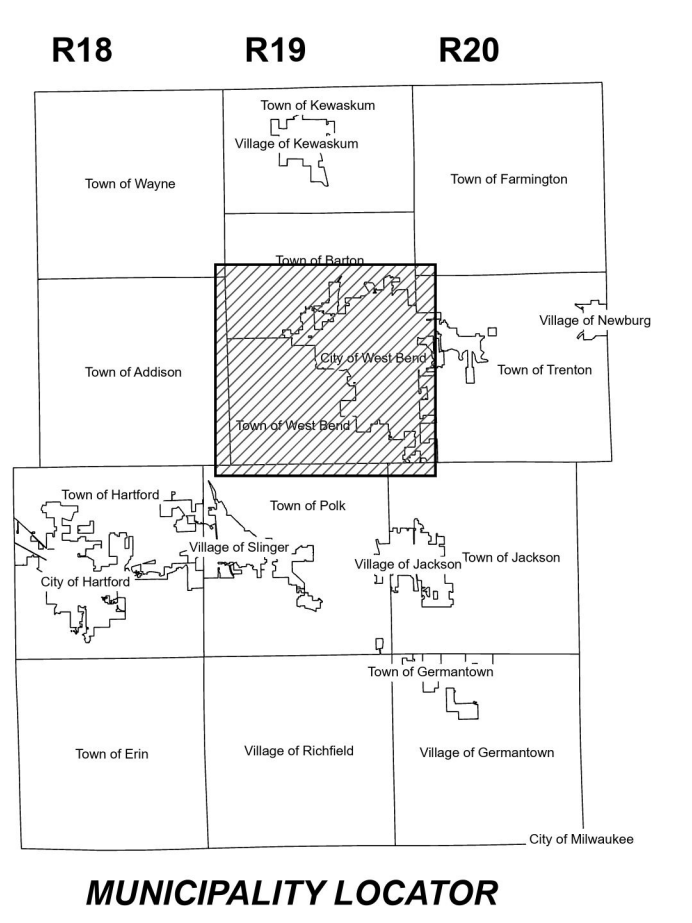 R18
R19
R20
Town of Kewaskum
Village of Kewaskum
Town of Wayne
Town of Farmington
Town of Barton
Village of Newburg
City of West Bend
Town of Addison
Town of Trenton
Town of West Bend
Town of Hartford
Town of Polk
Village of Slinger
Village of Jackson
Town of Jackson
City of Hartford
Town of Germantown
Town of Erin
Village of Richfield
Village of Germantown
City of Milwaukee
MUNICIPALITY LOCATOR